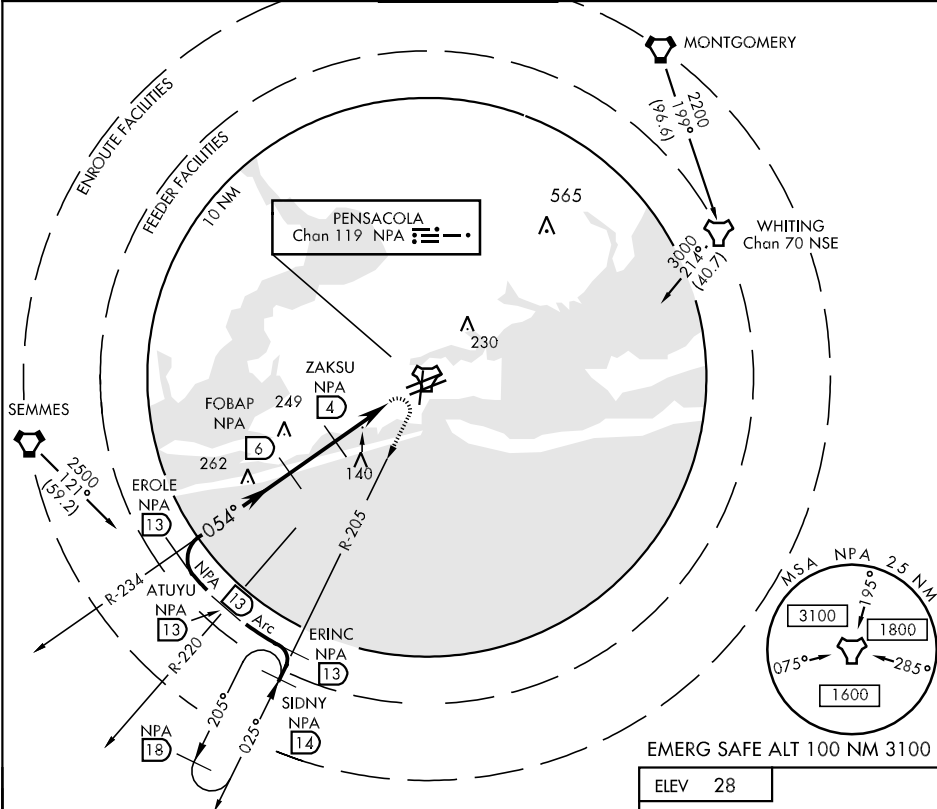 MONTGOMERY
2200
199°
(96.6)
ENROUTE FACILITIES
FEEDER FACILITIES
10 NM
PENSACOLA
Chan 119 NPA
565
WHITING
Chan 70 NSE
3000
214°
(40.7)
230
ZAKSU
NPA
4
FOBAP
NPA
6
249
262
140
SEMMES
2500
121°
(59.2)
EROLE
NPA
13
054°
R-234
R-205
NPA
13
Arc
ATUYU
NPA
13
R-220
ERINC
NPA
13
SIDNY
NPA
14
205°
025°
NPA
18
MSA NPA 25 NM
195°
3100
1800
075°
285°
1600
EMERG SAFE ALT 100 NM 3100
ELEV 28